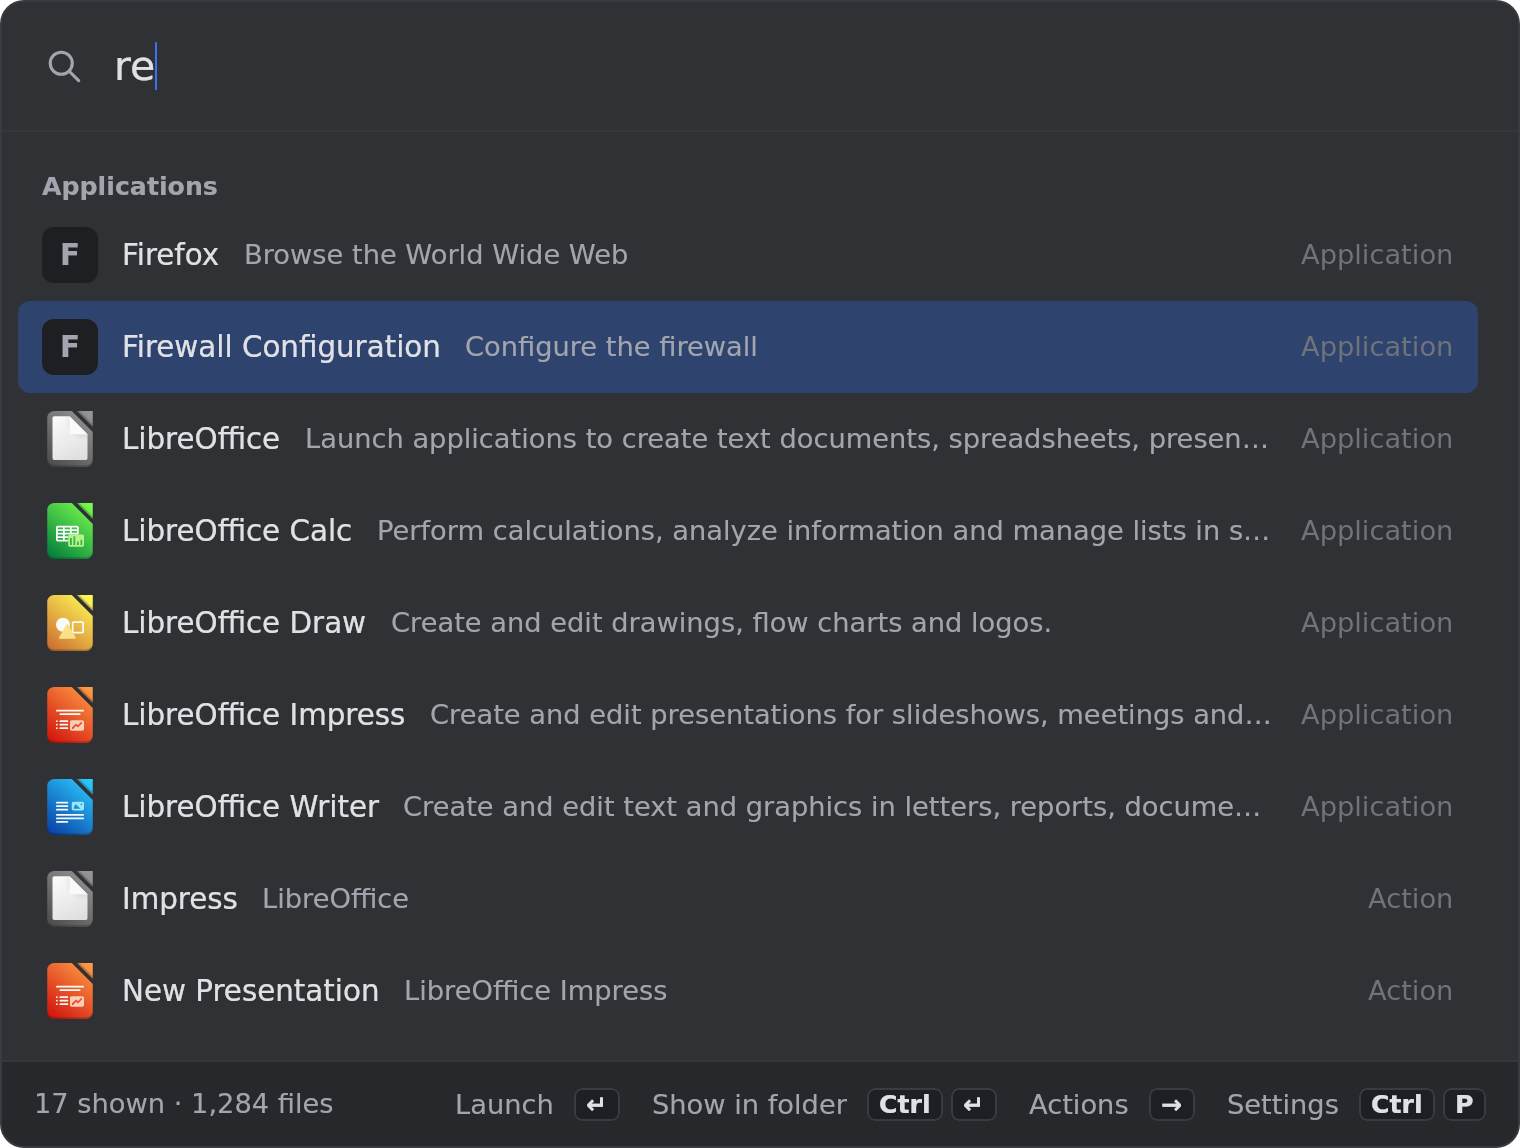 re
Applications
F Firefox Browse the World Wide Web Application
F Firewall Configuration Configure the firewall Application
LibreOffice Launch applications to create text documents, spreadsheets, presen... Application
LibreOffice Calc Perform calculations, analyze information and manage lists in s... Application
LibreOffice Draw Create and edit drawings, flow charts and logos. Application
LibreOffice Impress Create and edit presentations for slideshows, meetings and... Application
LibreOffice Writer Create and edit text and graphics in letters, reports, docume... Application
Impress LibreOffice Action
New Presentation LibreOffice Impress Action
17 shown · 1,284 files Launch ↵ Show in folder Ctrl ↵ Actions → Settings Ctrl P